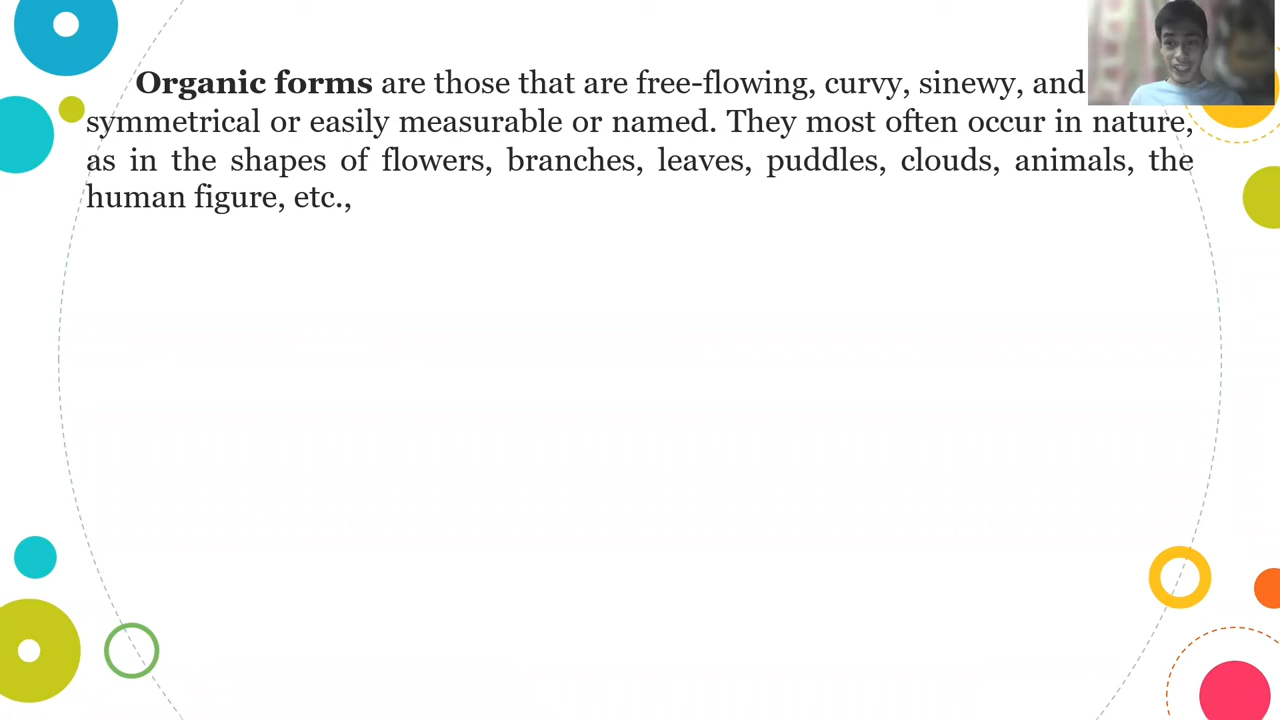 Organic forms are those that are free-flowing, curvy, sinewy, and
symmetrical or easily measurable or named. They most often occur in nature,
as in the shapes of flowers, branches, leaves, puddles, clouds, animals, the
human figure, etc.,